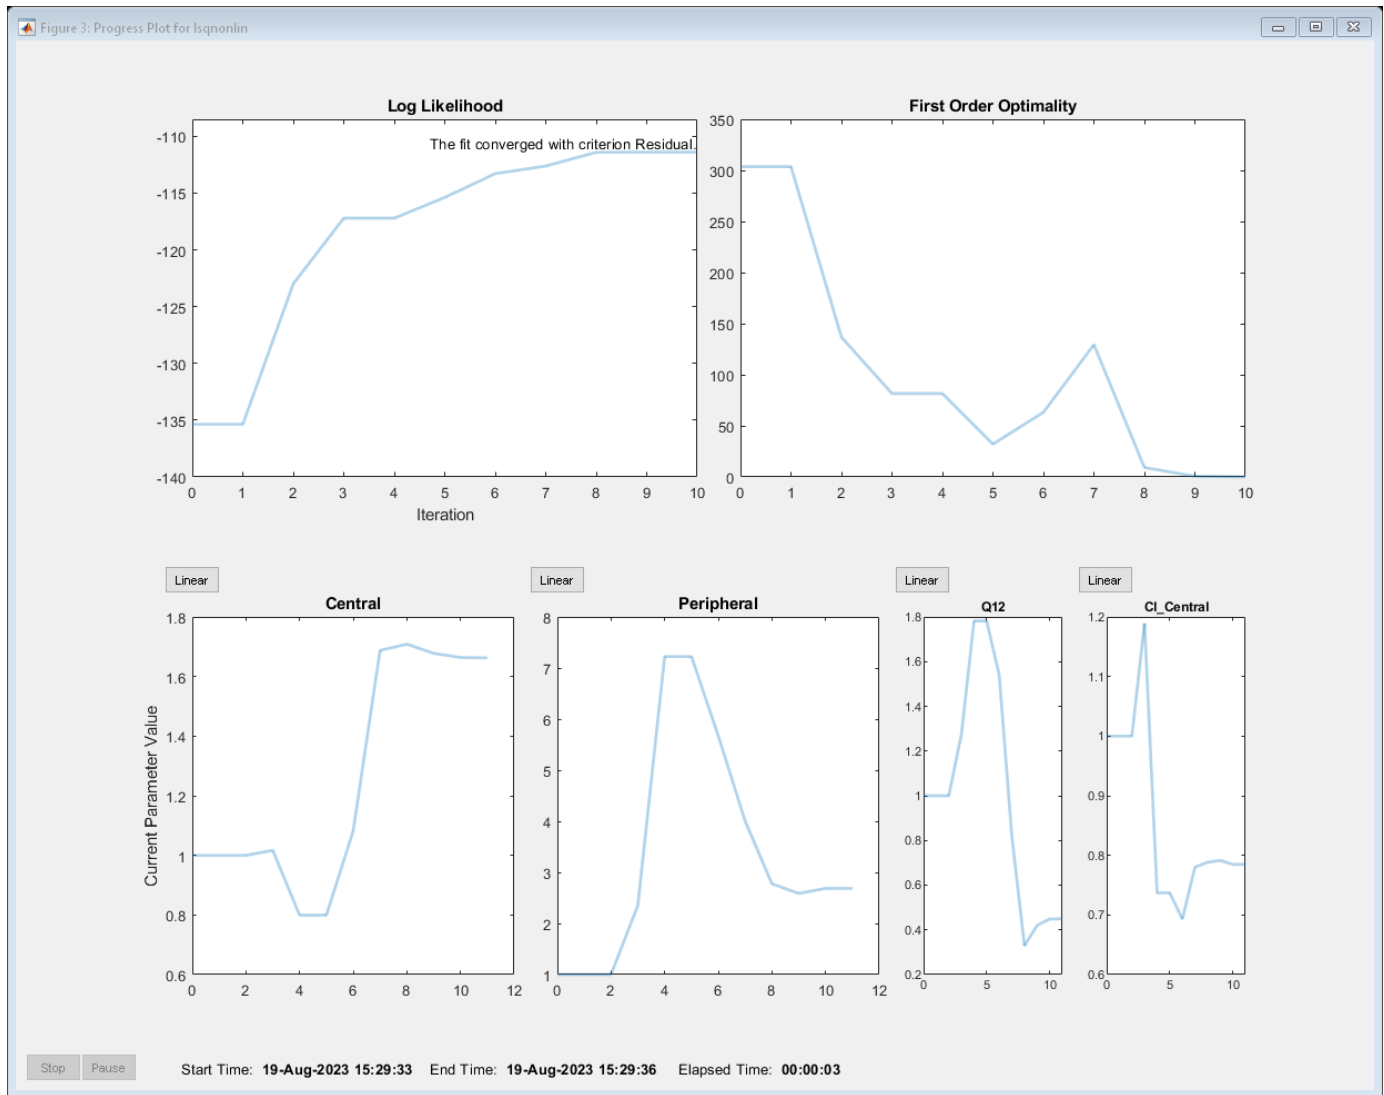 Figure 3: Progress Plot for lsqnonlin
Log Likelihood
The fit converged with criterion Residual.
-110
-115
-120
-125
-130
-135
-140
0 1 2 3 4 5 6 7 8 9 10
Iteration
First Order Optimality
350
300
250
200
150
100
50
0
0 1 2 3 4 5 6 7 8 9 10
Linear
Central
Current Parameter Value
1.8
1.6
1.4
1.2
1
0.8
0.6
0 2 4 6 8 10 12
Linear
Peripheral
8
7
6
5
4
3
2
1
0 2 4 6 8 10 12
Linear
Q12
1.8
1.6
1.4
1.2
1
0.8
0.6
0.4
0.2
0 5 10
Linear
Cl_Central
1.2
1.1
1
0.9
0.8
0.7
0.6
0 5 10
Stop Pause Start Time: 19-Aug-2023 15:29:33 End Time: 19-Aug-2023 15:29:36 Elapsed Time: 00:00:03